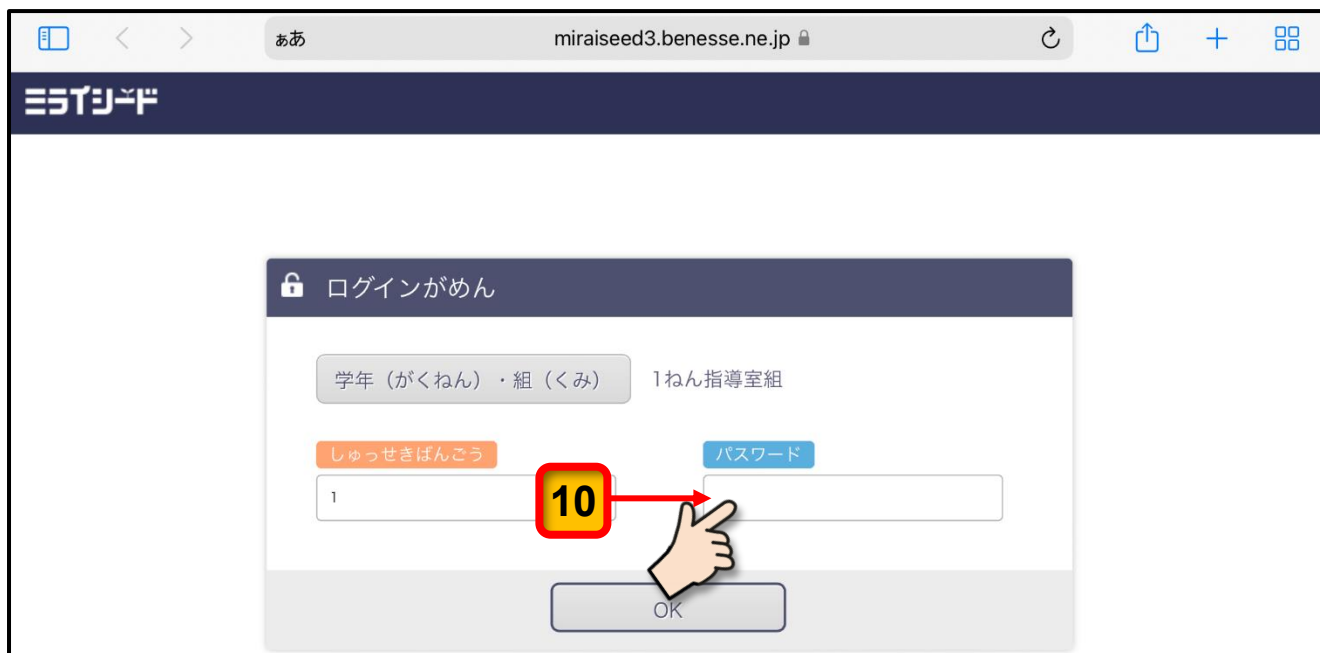 ぁあ miraiseed3.benesse.ne.jp
ミライシード
ログインがめん
学年（がくねん）・組（くみ） 1ねん指導室組
しゅっせきばんごう パスワード
1 10
OK